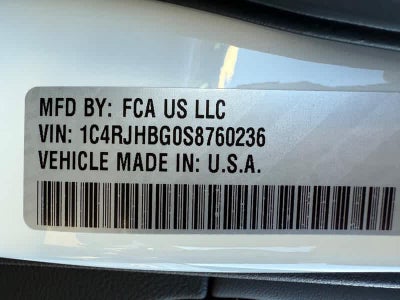 MFD BY: FCA US LLC
VIN: 1C4RJHBG0S8760236
VEHICLE MADE IN: U.S.A.